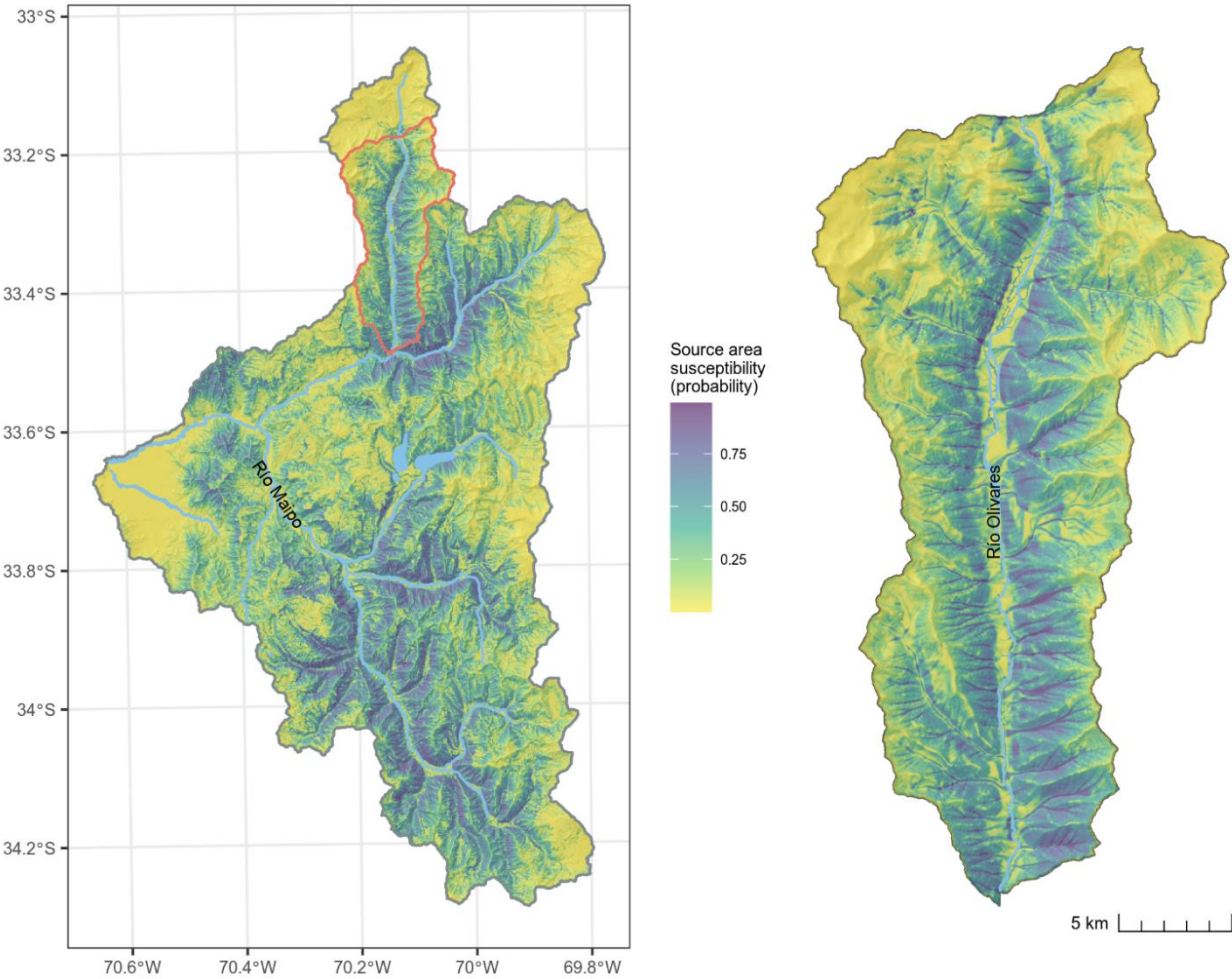 33°S
33.2°S
33.4°S
33.6°S
33.8°S
34°S
34.2°S
70.6°W
70.4°W
70.2°W
70°W
69.8°W
Río Maipo
Source area
susceptibility
(probability)
0.75
0.50
0.25
Río Olivares
5 km